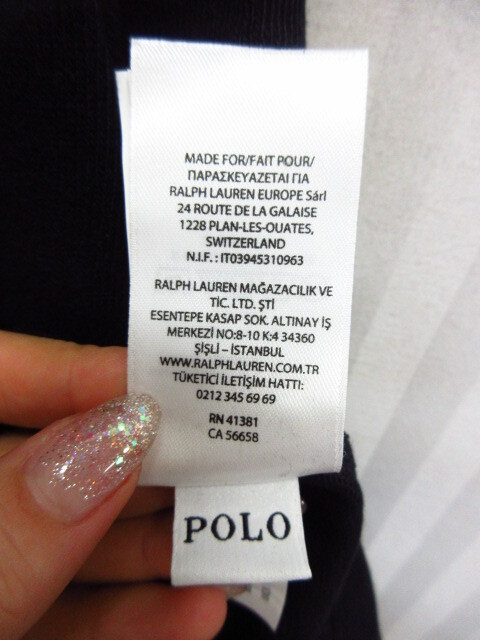 MADE FOR/FAIT POUR/
ΠΑΡΑΣΚΕΥΑΖΕΤΑΙ ΓΙΑ
RALPH LAUREN EUROPE Sárl
24 ROUTE DE LA GALAISE
1228 PLAN-LES-OUATES,
SWITZERLAND
N.I.F. : IT03945310963
RALPH LAUREN MAĞAZACILIK VE
TİC. LTD. ŞTİ
ESENTEPE KASAP SOK. ALTINAY İŞ
MERKEZİ NO:8-10 K:4 34360
ŞİŞLİ – İSTANBUL
WWW.RALPHLAUREN.COM.TR
TÜKETİCİ İLETİŞİM HATTI:
0212 345 69 69
RN 41381
CA 56658
POLO